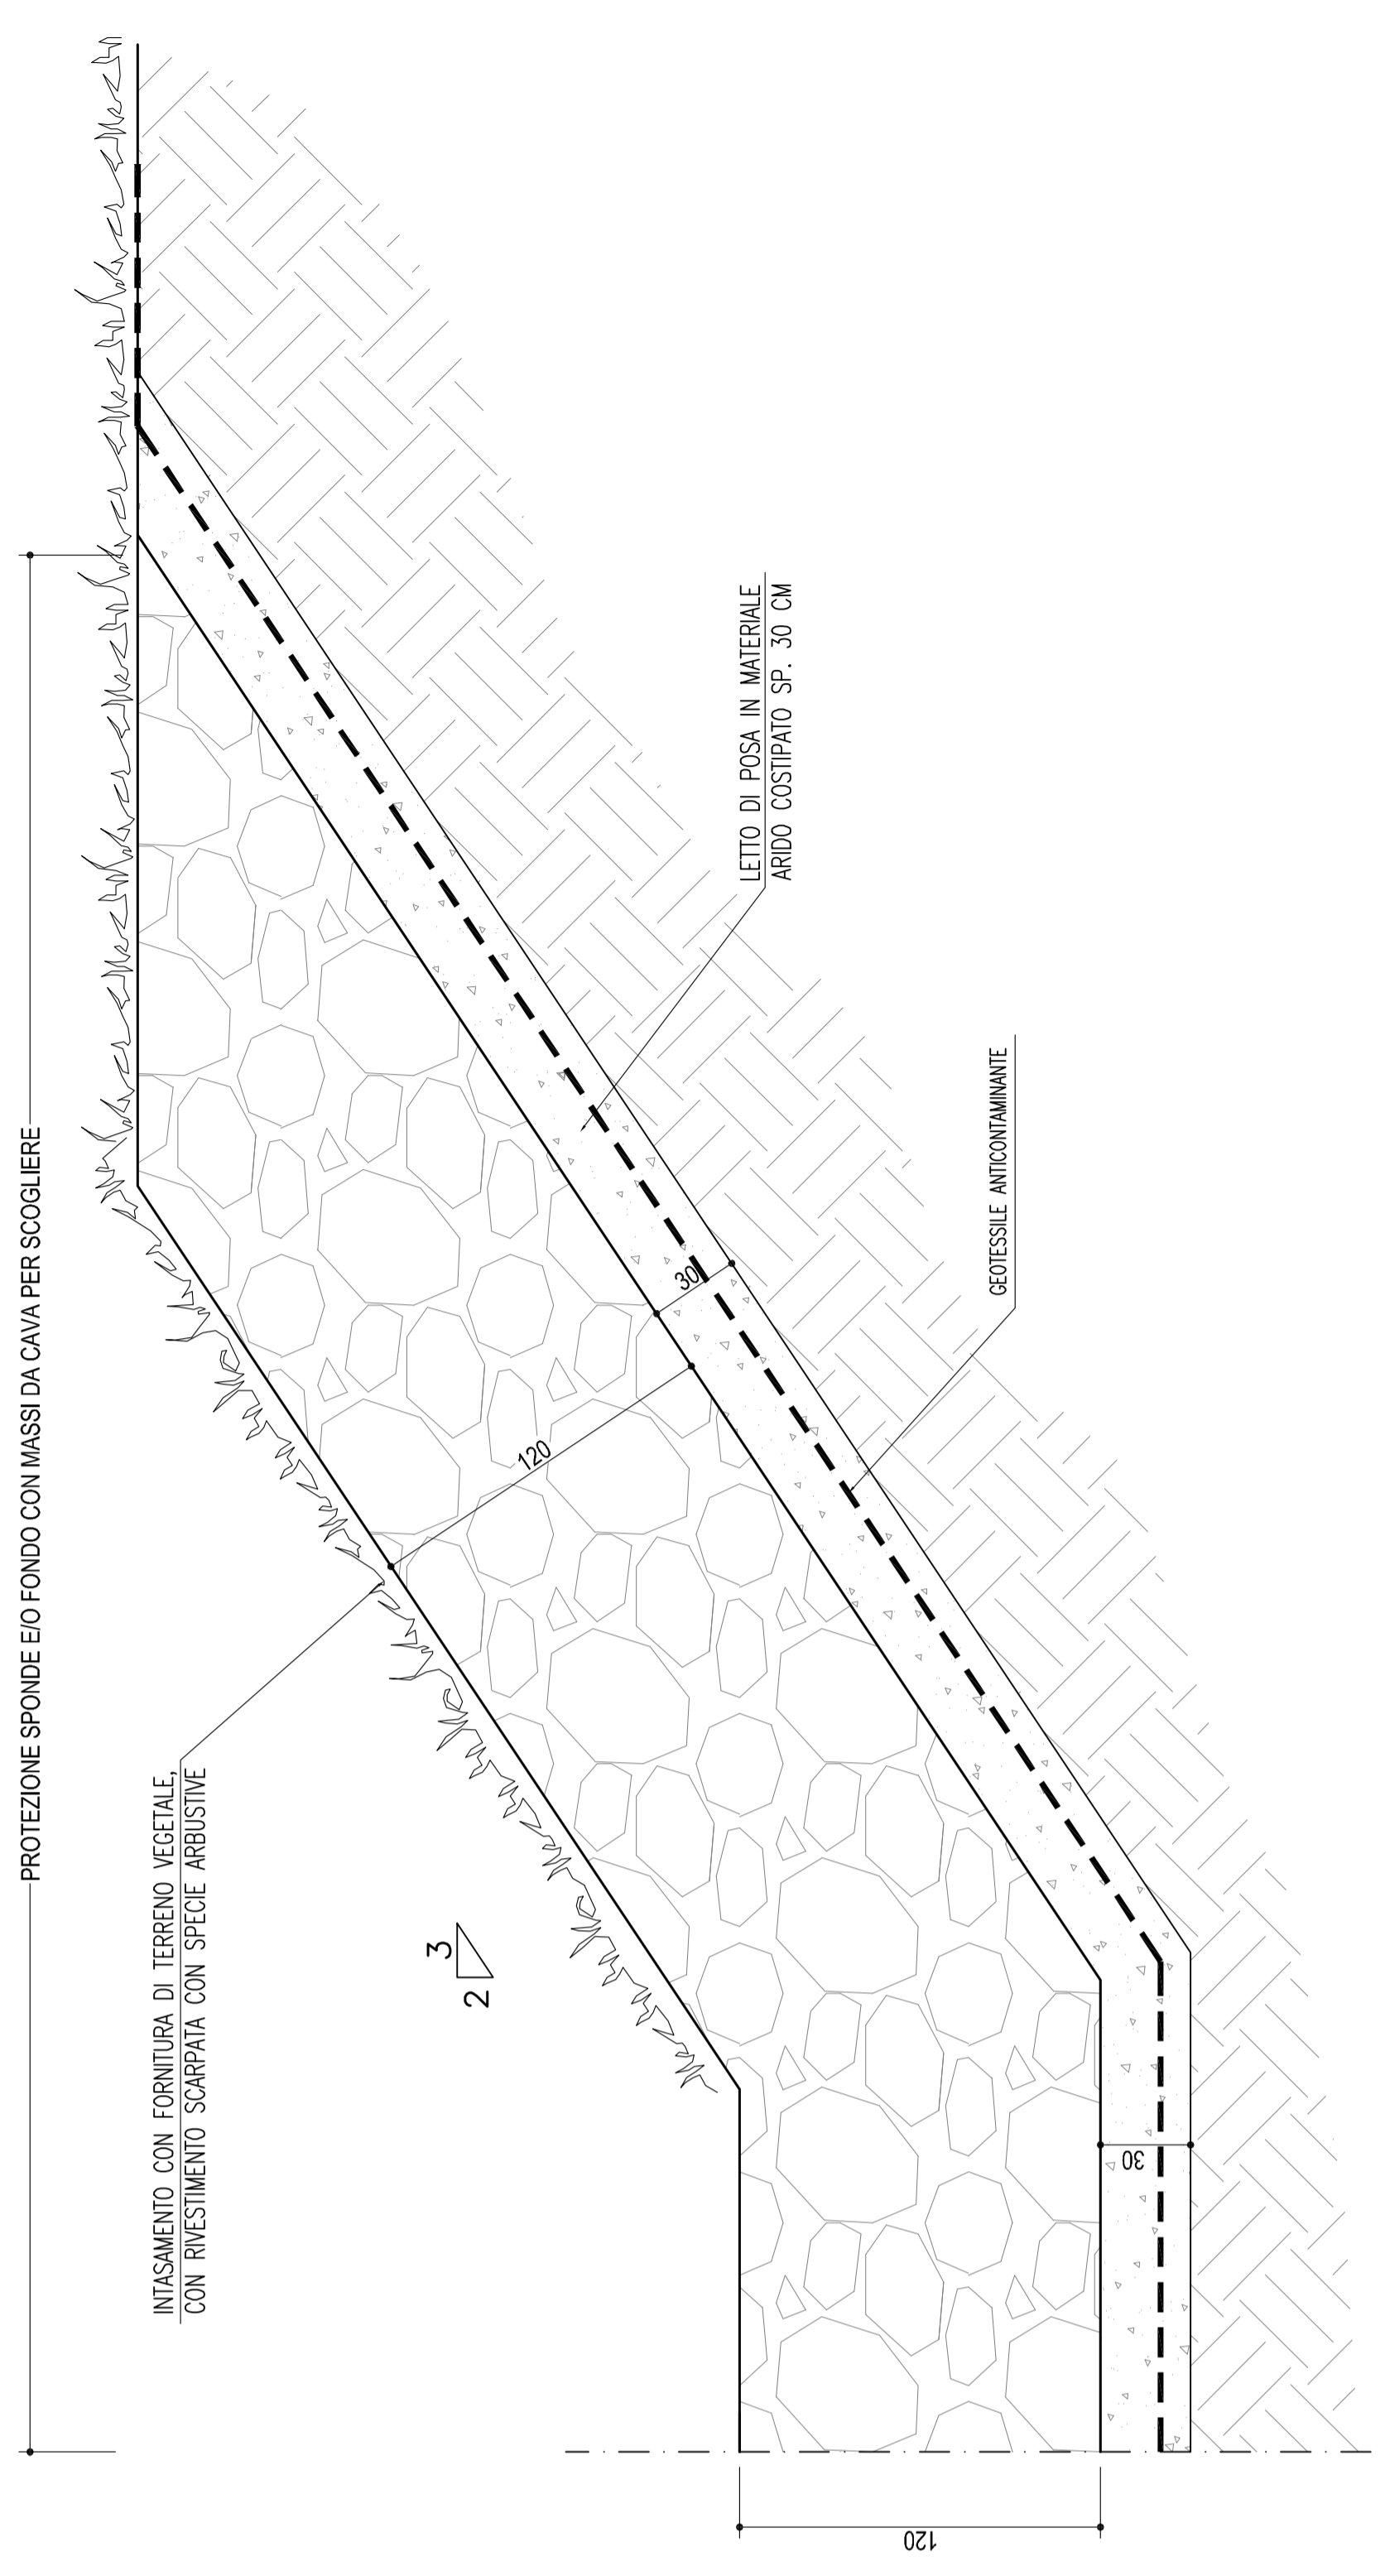 PROTEZIONE SPONDE E/O FONDO CON MASSI DA CAVA PER SCOGLIERE
INTASAMENTO CON FORNITURA DI TERRENO VEGETALE,
CON RIVESTIMENTO SCARPATA CON SPECIE ARBUSTIVE
3
2
120
30
LETTO DI POSA IN MATERIALE
ARIDO COSTIPATO SP. 30 CM
GEOTESSILE ANTICONTAMINANTE
30
120